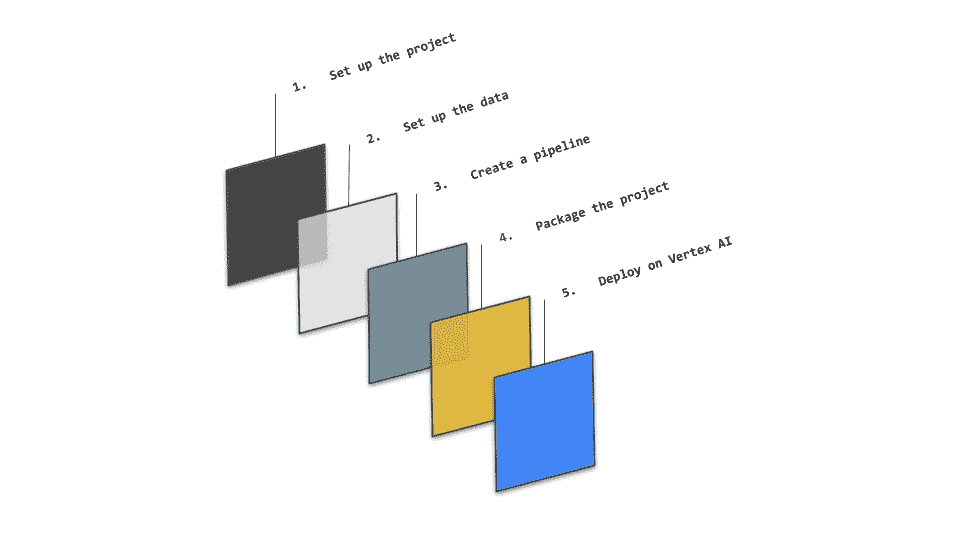 1. Set up the project
2. Set up the data
3. Create a pipeline
4. Package the project
5. Deploy on Vertex AI